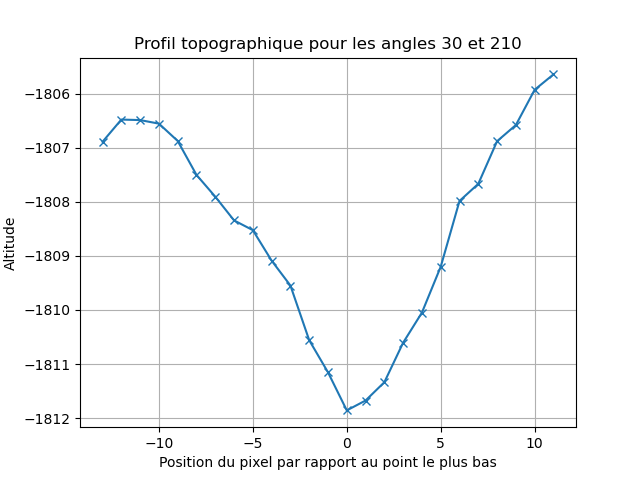 Profil topographique pour les angles 30 et 210
−1806
−1807
−1808
−1809
−1810
−1811
−1812
Altitude
−10 −5 0 5 10
Position du pixel par rapport au point le plus bas